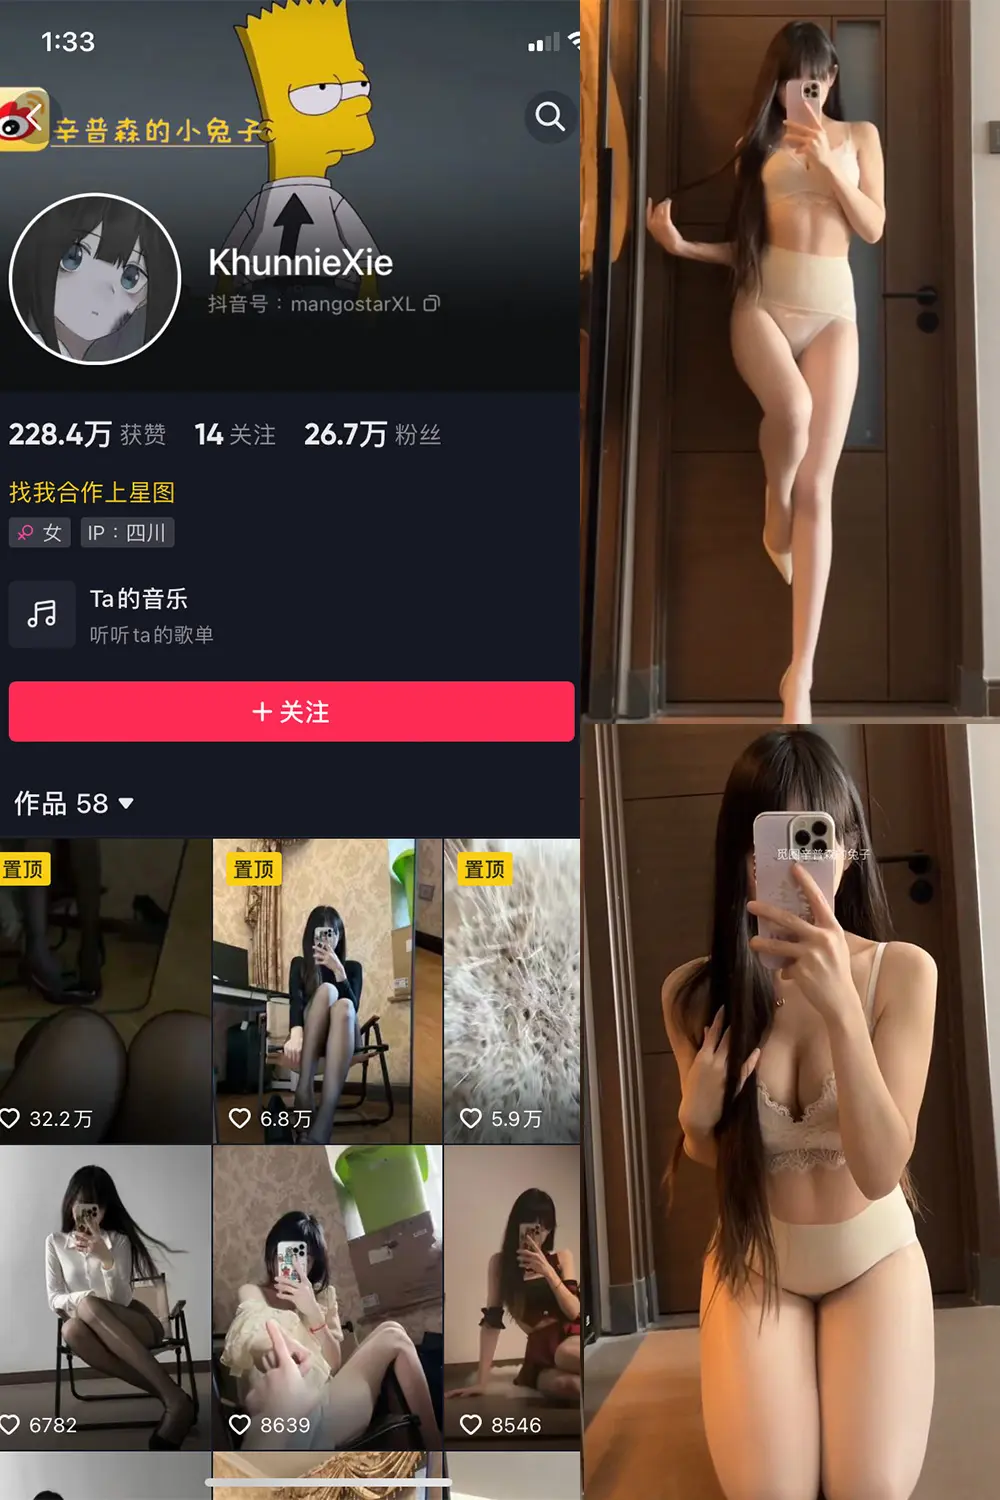 1:33
辛普森的小兔子
KhunnieXie
抖音号：mangostarXL
228.4万 获赞 14 关注 26.7万 粉丝
找我合作上星图
女 IP：四川
Ta的音乐
听听ta的歌单
+ 关注
作品 58
置顶 置顶 置顶
32.2万 6.8万 5.9万
6782 8639 8546
觅圈辛普森的兔子